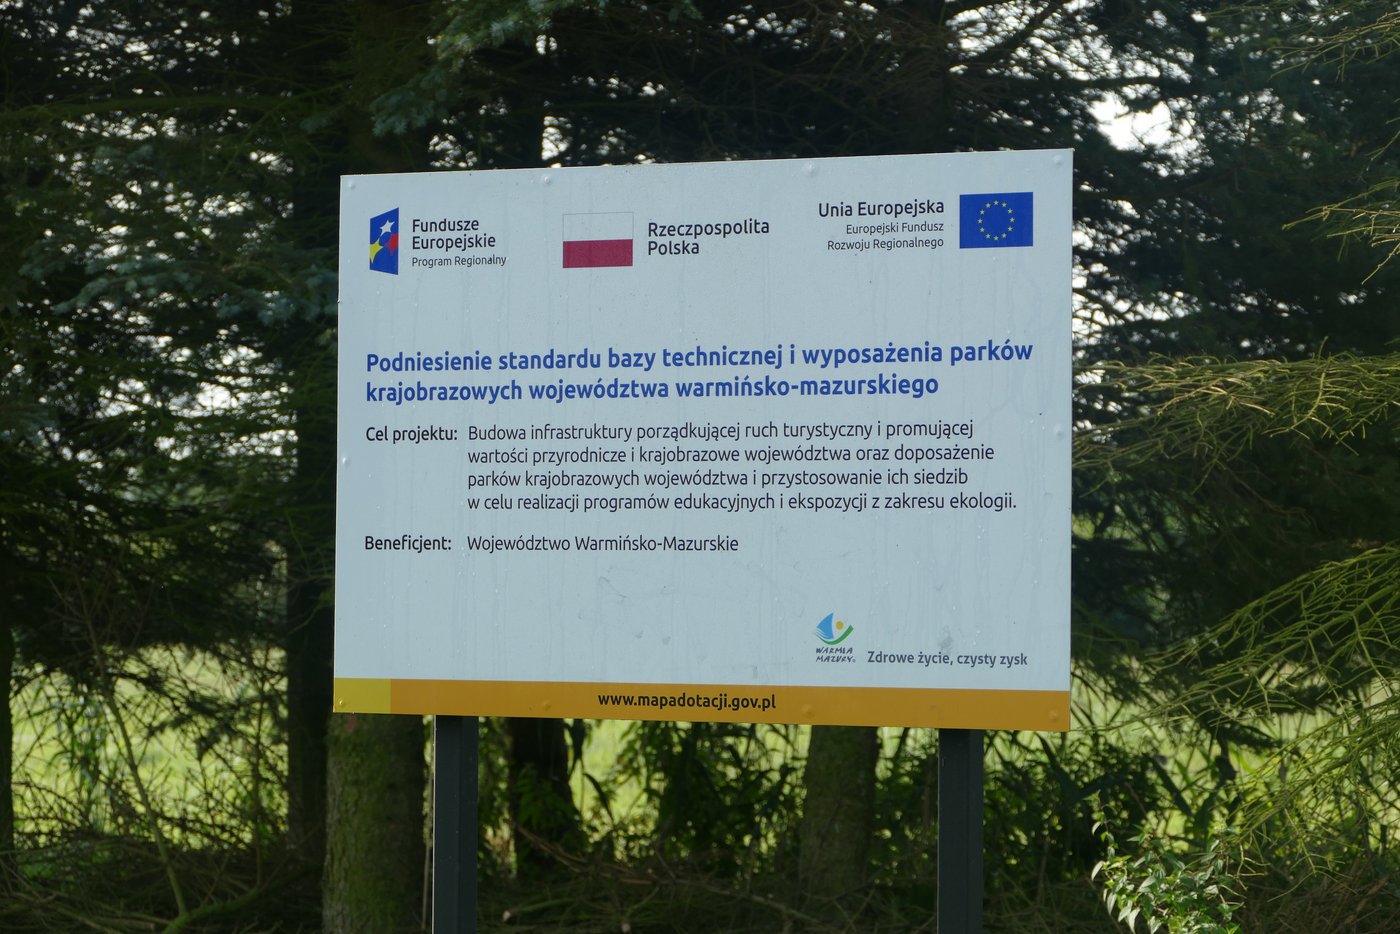 Fundusze
Europejskie
Program Regionalny
Rzeczpospolita
Polska
Unia Europejska
Europejski Fundusz
Rozwoju Regionalnego
Podniesienie standardu bazy technicznej i wyposażenia parków
krajobrazowych województwa warmińsko-mazurskiego
Cel projektu: Budowa infrastruktury porządkującej ruch turystyczny i promującej
wartości przyrodnicze i krajobrazowe województwa oraz doposażenie
parków krajobrazowych województwa i przystosowanie ich siedzib
w celu realizacji programów edukacyjnych i ekspozycji z zakresu ekologii.
Beneficjent: Województwo Warmińsko-Mazurskie
WARMIA
MAZURY
Zdrowe życie, czysty zysk
www.mapadotacji.gov.pl